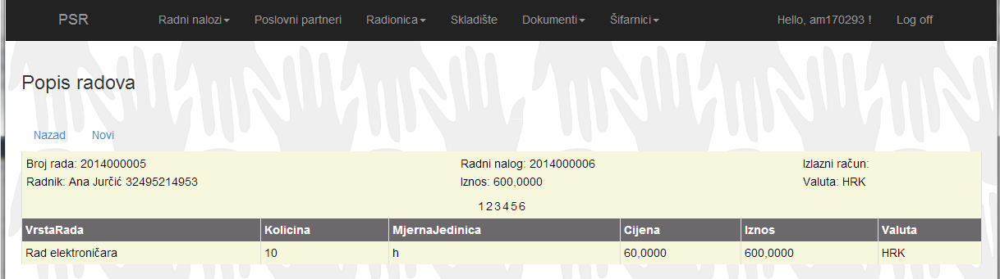 PSR Radni nalozi Poslovni partneri Radionica Skladište Dokumenti Šifarnici Hello, am170293 ! Log off
Popis radova
Nazad Novi
Broj rada: 2014000005 Radni nalog: 2014000006 Izlazni račun:
Radnik: Ana Jurčić 32495214953 Iznos: 600,0000 Valuta: HRK
1 2 3 4 5 6
VrstaRada Kolicina MjernaJedinica Cijena Iznos Valuta
Rad elektroničara 10 h 60,0000 600,0000 HRK